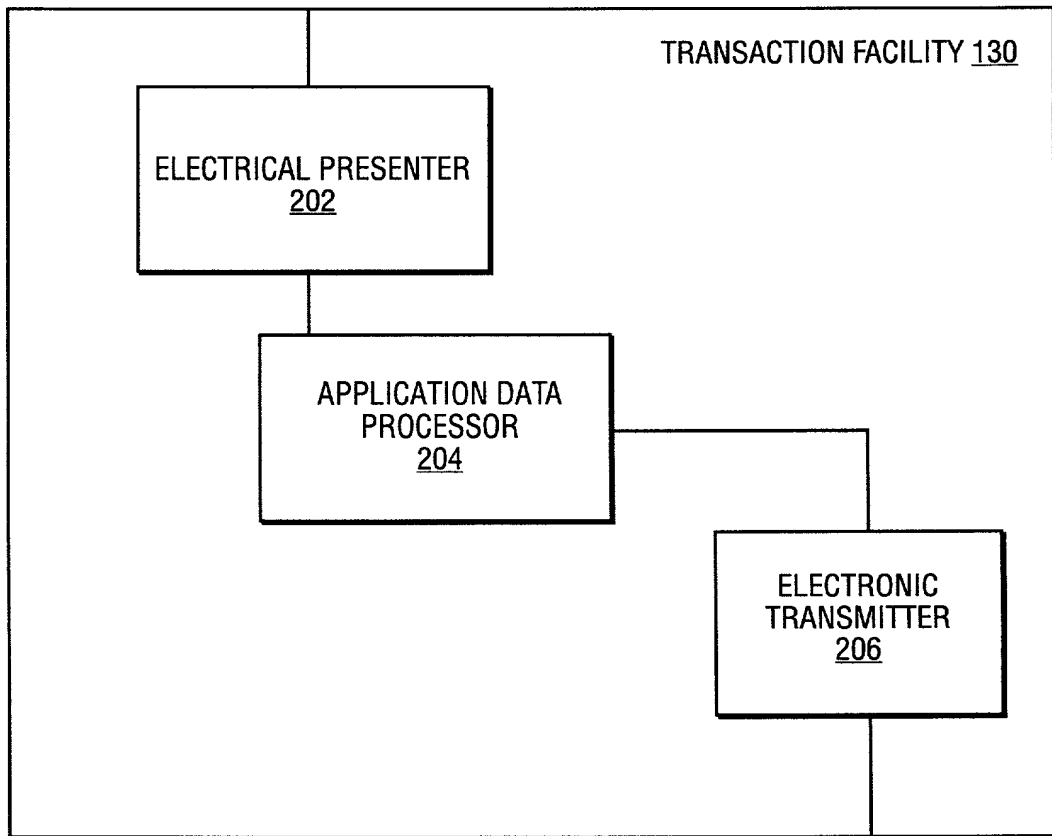 TRANSACTION FACILITY 130
ELECTRICAL PRESENTER
202
APPLICATION DATA
PROCESSOR
204
ELECTRONIC
TRANSMITTER
206